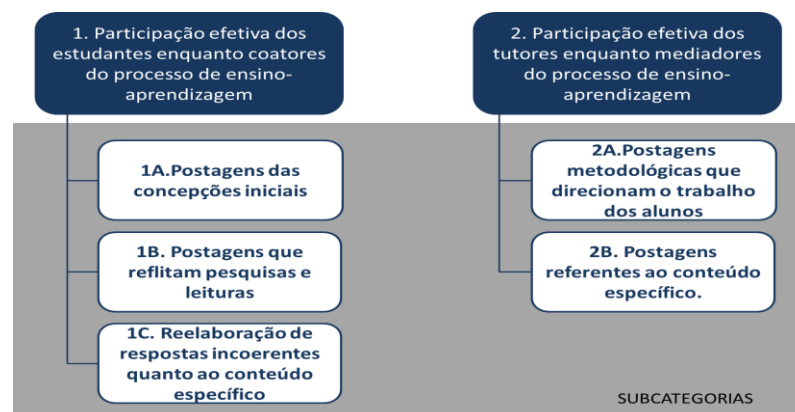 1. Participação efetiva dos
estudantes enquanto coatores
do processo de ensino-
aprendizagem
1A.Postagens das
concepções iniciais
1B. Postagens que
reflitam pesquisas e
leituras
1C. Reelaboração de
respostas incoerentes
quanto ao conteúdo
específico
2. Participação efetiva dos
tutores enquanto mediadores
do processo de ensino-
aprendizagem
2A.Postagens
metodológicas que
direcionam o trabalho
dos alunos
2B. Postagens
referentes ao conteúdo
específico.
SUBCATEGORIAS